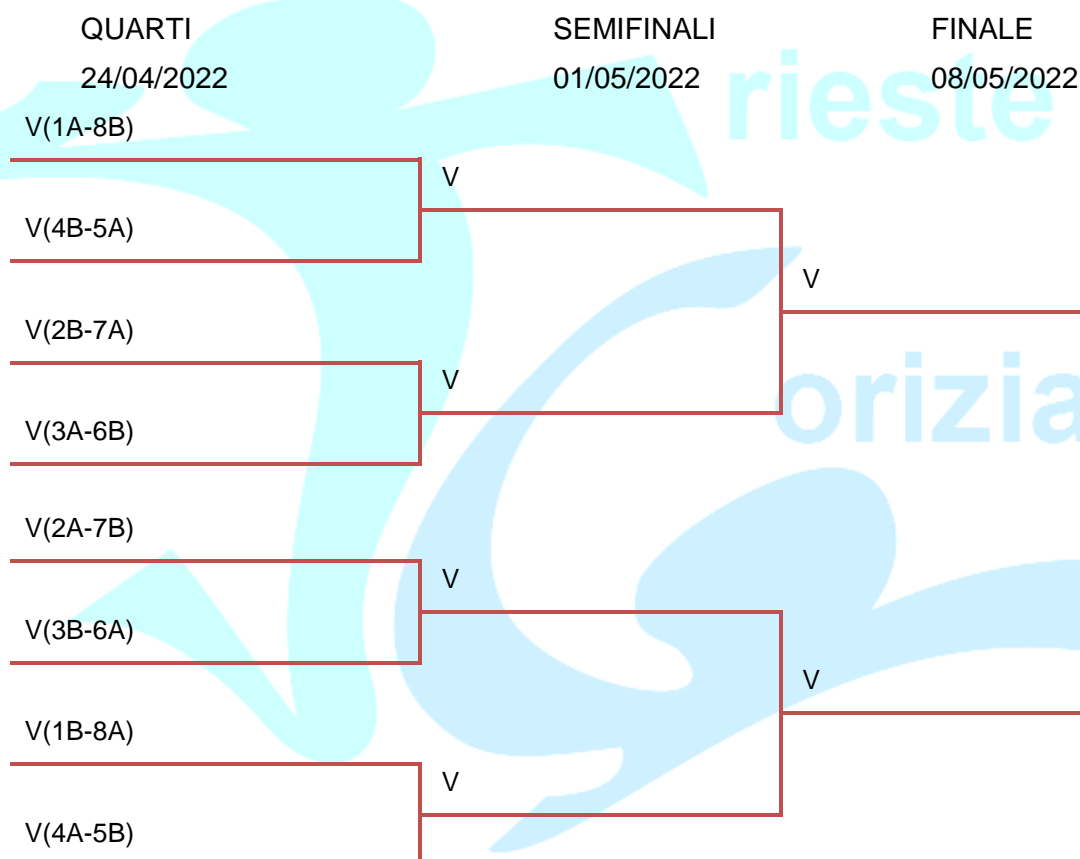 QUARTI SEMIFINALI FINALE
24/04/2022 01/05/2022 08/05/2022
rieste
V(1A-8B)
V
V(4B-5A)
V
V(2B-7A)
V
orizia
V(3A-6B)
V(2A-7B)
V
V(3B-6A)
V
V(1B-8A)
V
V(4A-5B)